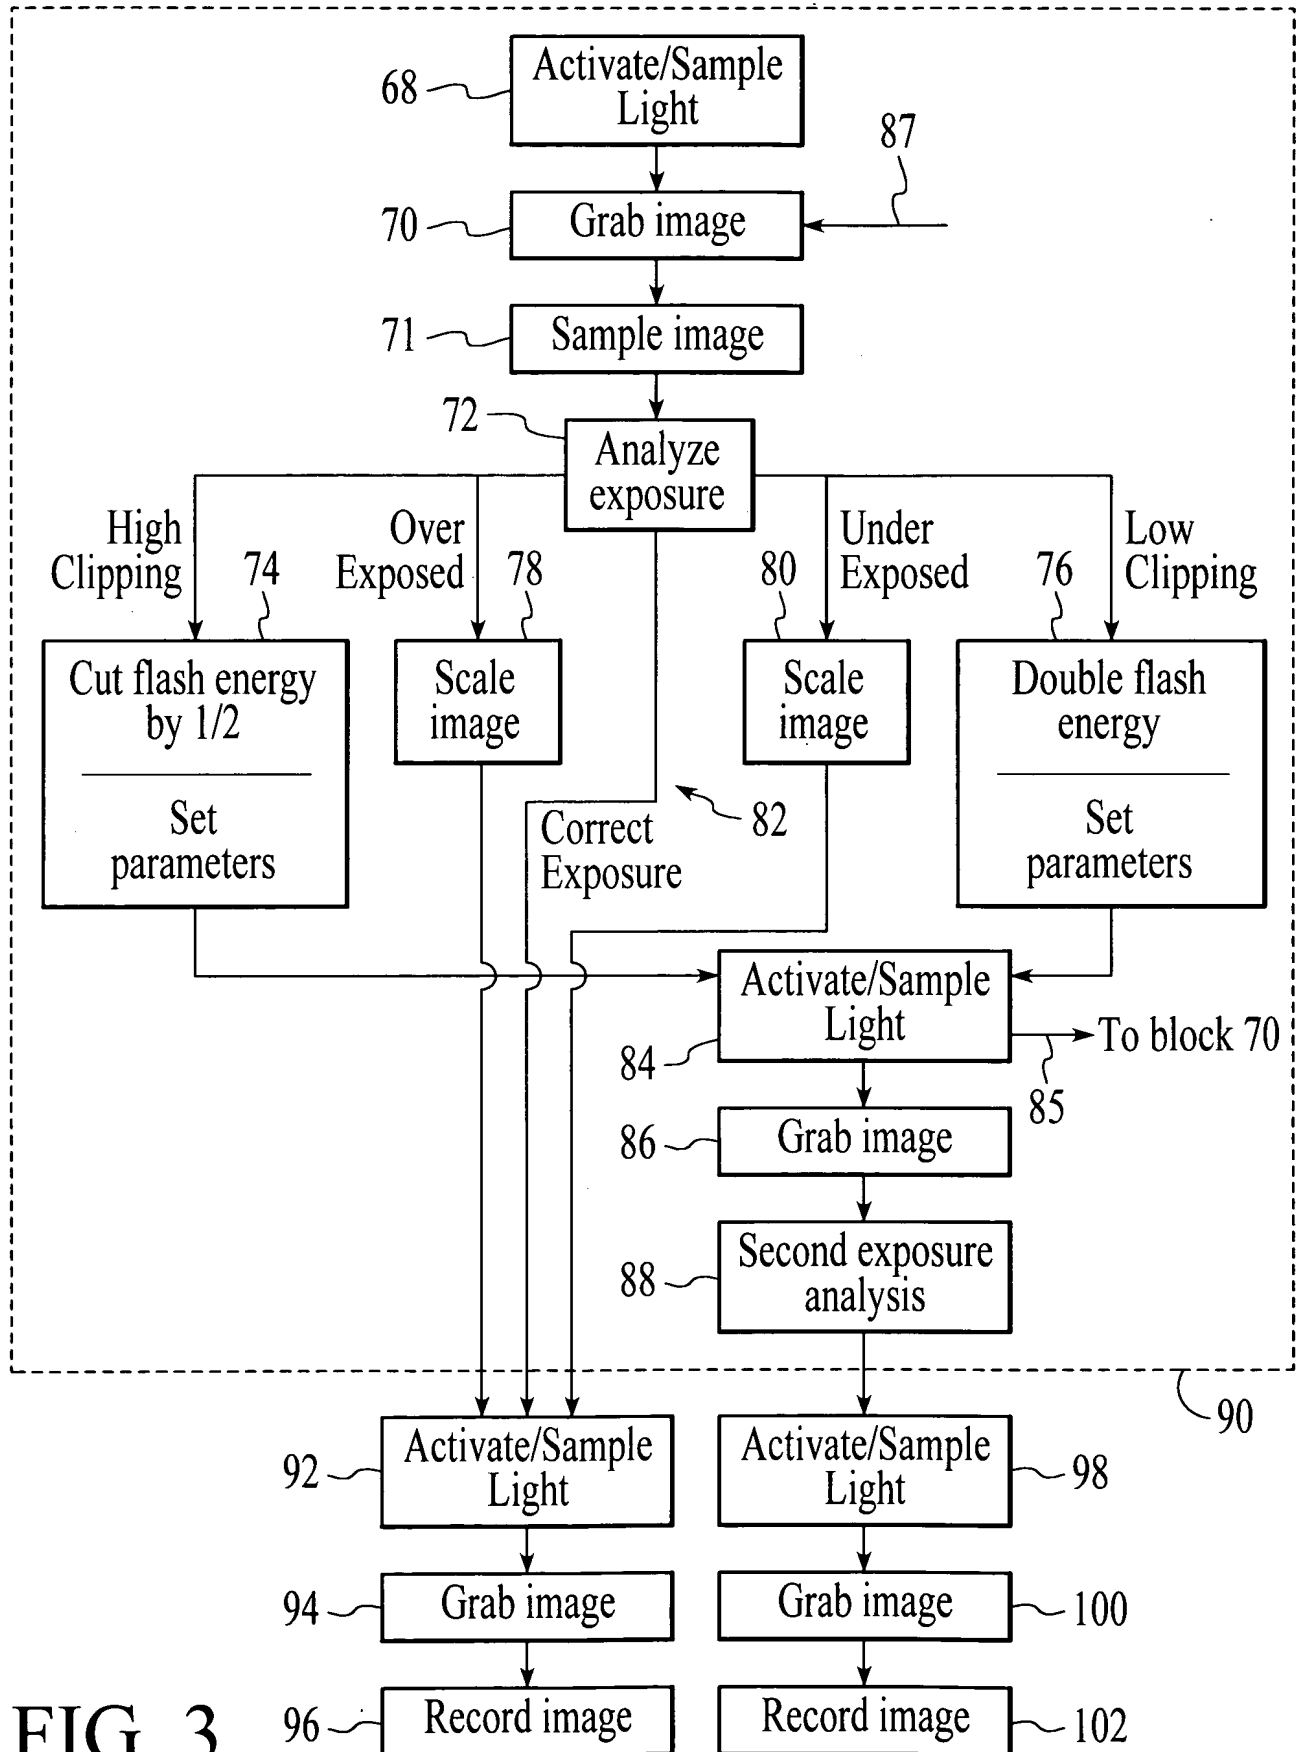 Activate/Sample
Light
68
87
70
Grab image
71
Sample image
72
Analyze
exposure
High
Clipping
74
Over
Exposed
78
80
Under
Exposed
76
Low
Clipping
Cut flash energy
by 1/2
Set
parameters
Scale
image
Scale
image
Double flash
energy
Set
parameters
82
Correct
Exposure
Activate/Sample
Light
84
To block 70
85
86
Grab image
88
Second exposure
analysis
90
92
Activate/Sample
Light
Activate/Sample
Light
98
94
Grab image
Grab image
100
FIG. 3
96
Record image
Record image
102